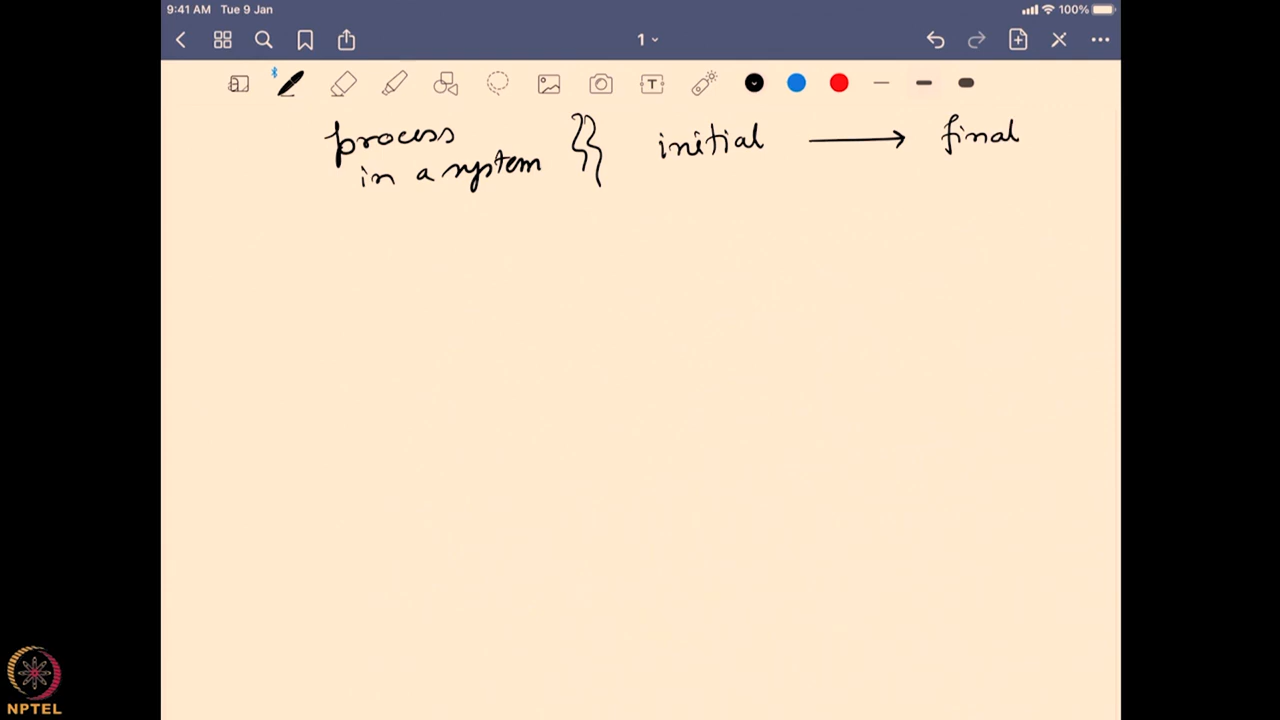 9:41 AM Tue 9 Jan 100%
1
T
process initial → final
in a system
NPTEL